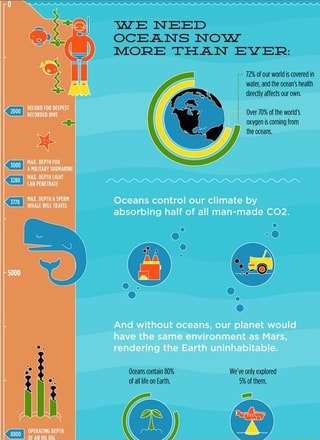 0
WE NEED
OCEANS NOW
MORE THAN EVER:
72% of our world is covered in
water, and the ocean's health
directly affects our own.
Over 70% of the world's
oxygen is coming from
the oceans.
2000 RECORD FOR DEEPEST
RECORDED DIVE
3000 MAX. DEPTH FOR
A MILITARY SUBMARINE
3280 MAX. DEPTH LIGHT
CAN PENETRATE
3770 MAX. DEPTH A SPERM
WHALE WILL TRAVEL
Oceans control our climate by
absorbing half of all man-made CO2.
5000
And without oceans, our planet would
have the same environment as Mars,
rendering the Earth uninhabitable.
Oceans contain 80%
of all life on Earth.
We've only explored
5% of them.
8000 OPERATING DEPTH
OF AN OIL RIG